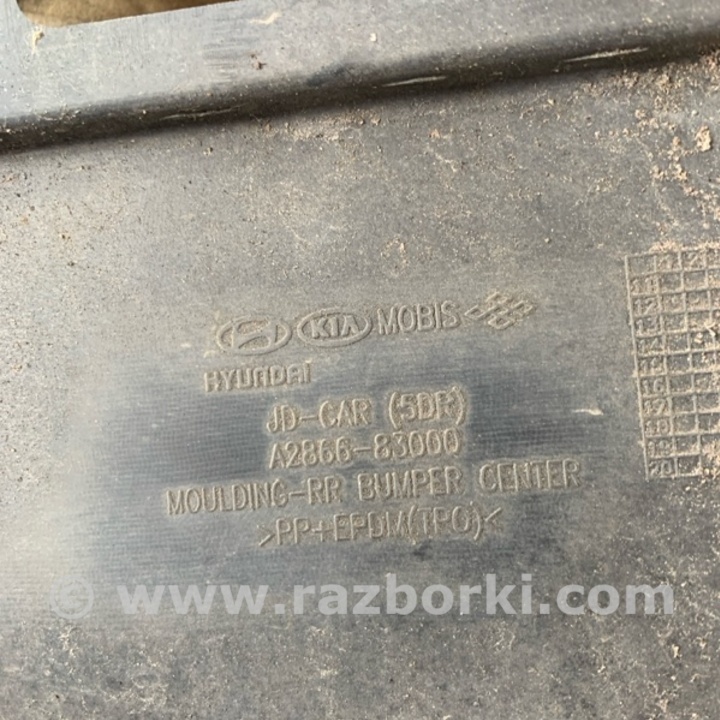 KIA MOBIS
HYUNDAI
JD-CAR (5DR)
A2866-83000
MOULDING-RR BUMPER CENTER
>PP+EPDM(TPO)<
© www.razborki.com